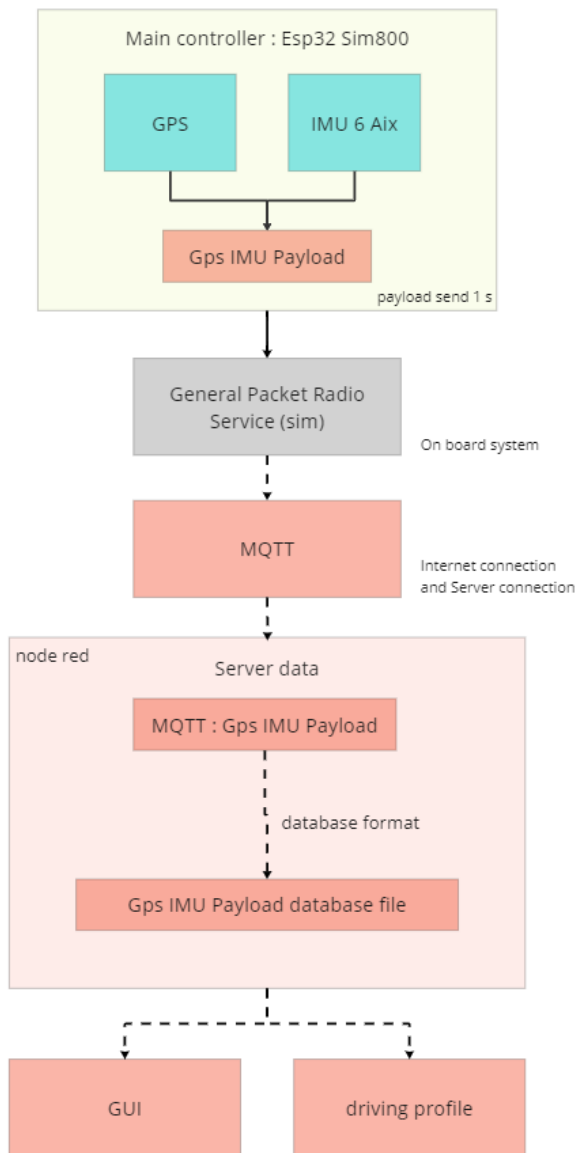 Main controller : Esp32 Sim800
GPS
IMU 6 Aix
Gps IMU Payload
payload send 1 s
General Packet Radio
Service (sim)
On board system
MQTT
Internet connection
and Server connection
node red
Server data
MQTT : Gps IMU Payload
database format
Gps IMU Payload database file
GUI
driving profile